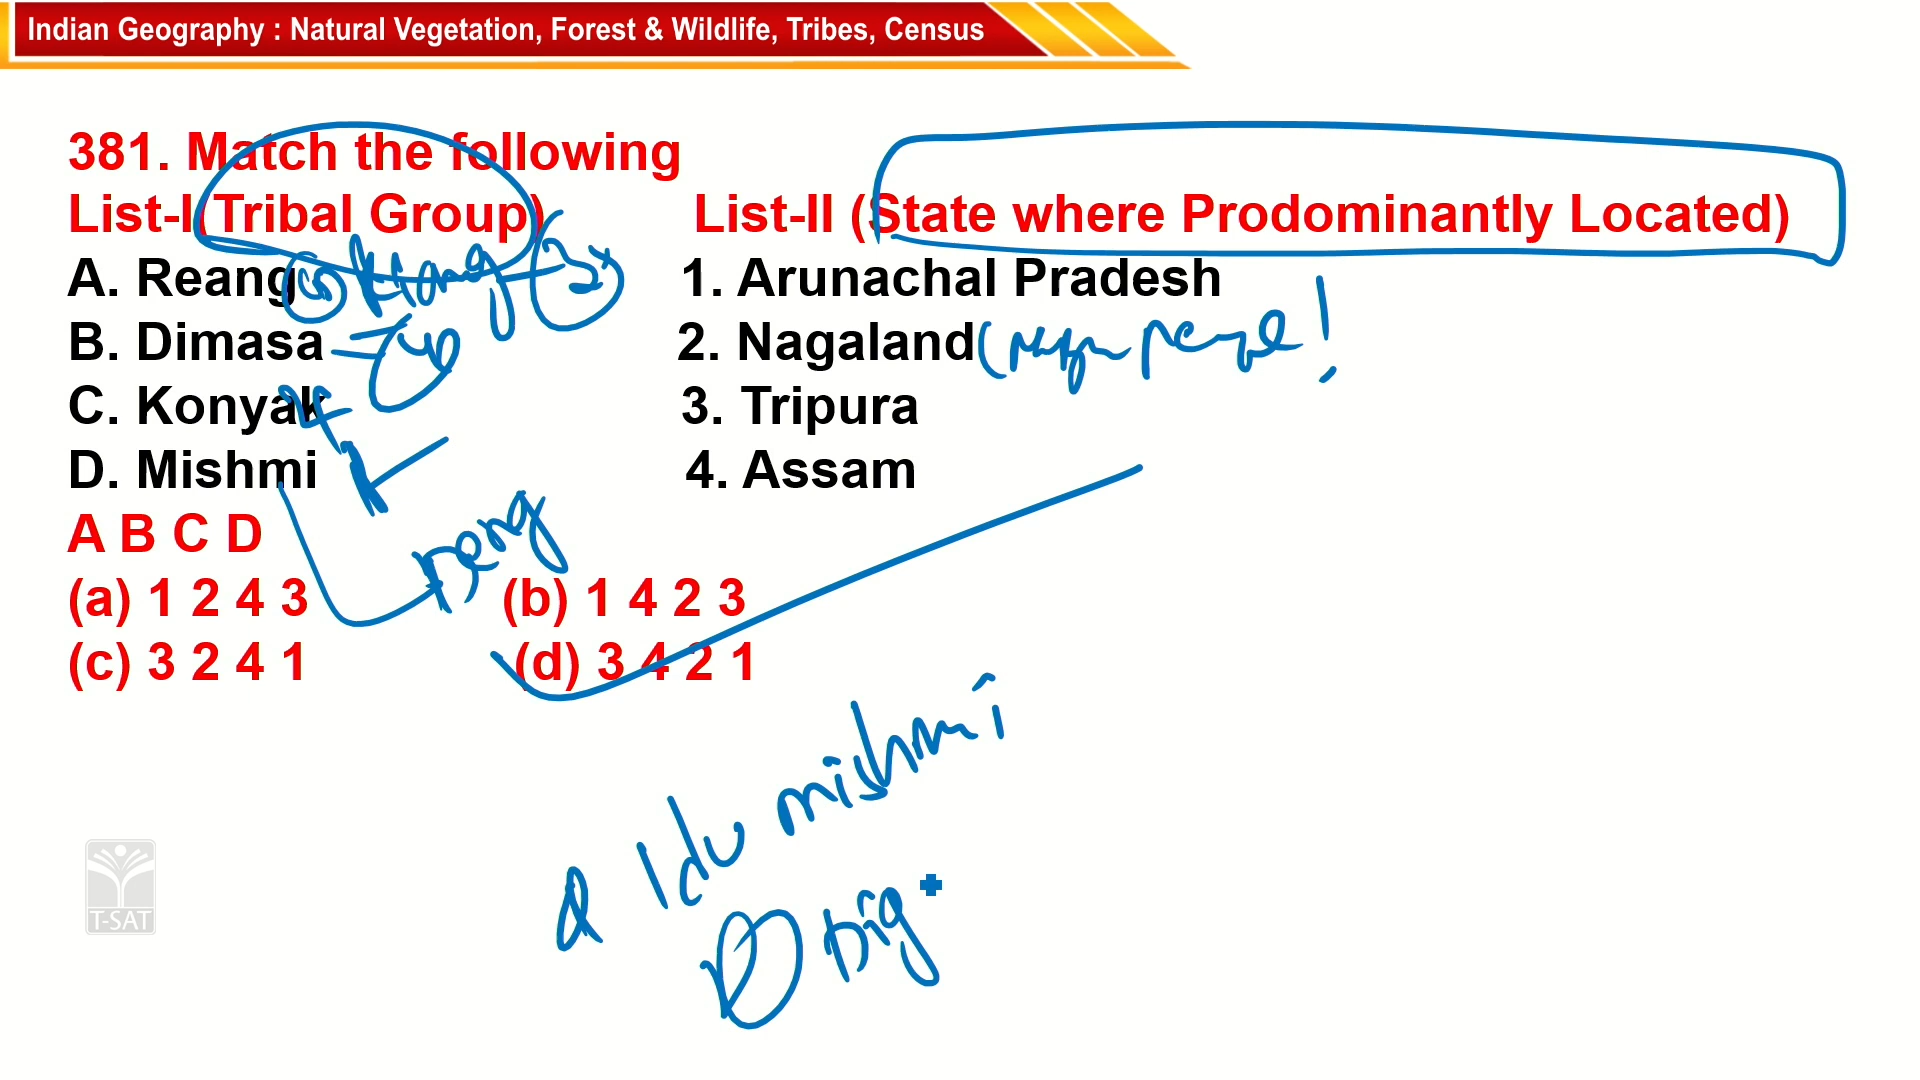 Indian Geography : Natural Vegetation, Forest & Wildlife, Tribes, Census
381. Match the following
List-I(Tribal Group) List-II (State where Prodominantly Located)
A. Reang 1. Arunachal Pradesh
B. Dimasa 2. Nagaland
C. Konyak 3. Tripura
D. Mishmi 4. Assam
A B C D
(a) 1 2 4 3 (b) 1 4 2 3
(c) 3 2 4 1 (d) 3 4 2 1
Idu mishmi
Dig
T-SAT